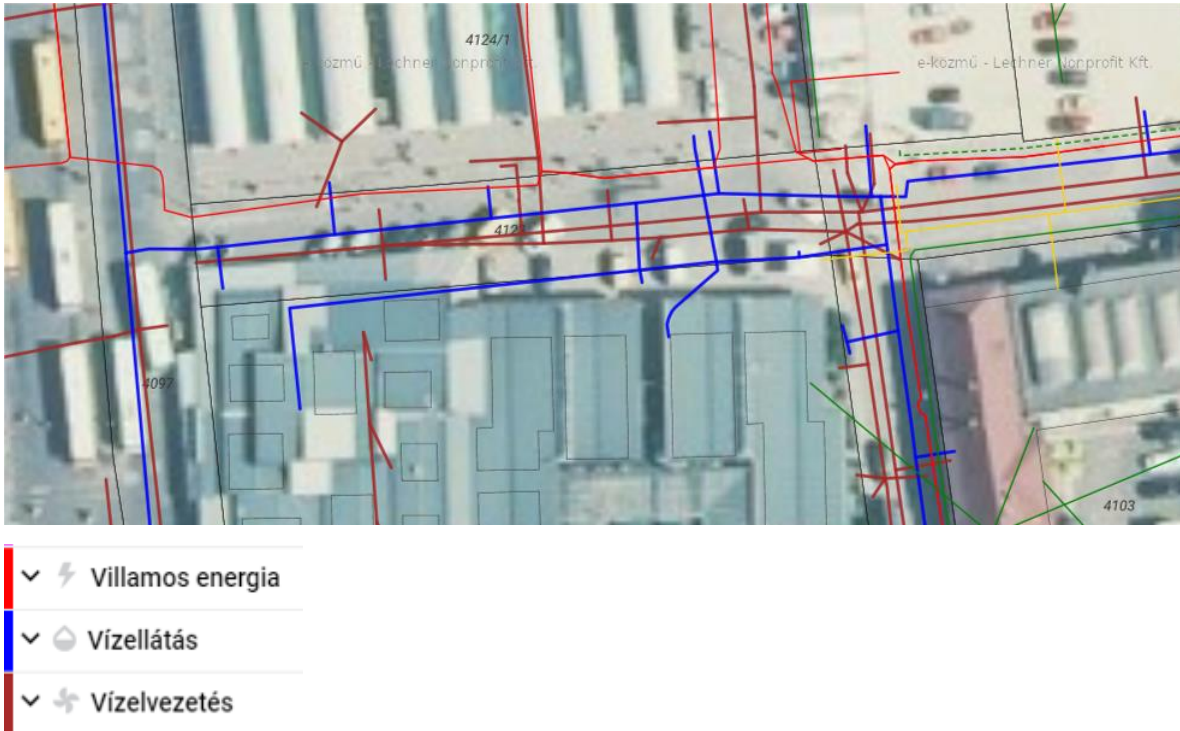 4124/1
e-közmű - Lechner Nonprofit Kft.
e-közmű - Lechner Nonprofit Kft.
4097
4103
Villamos energia
Vízellátás
Vízelvezetés